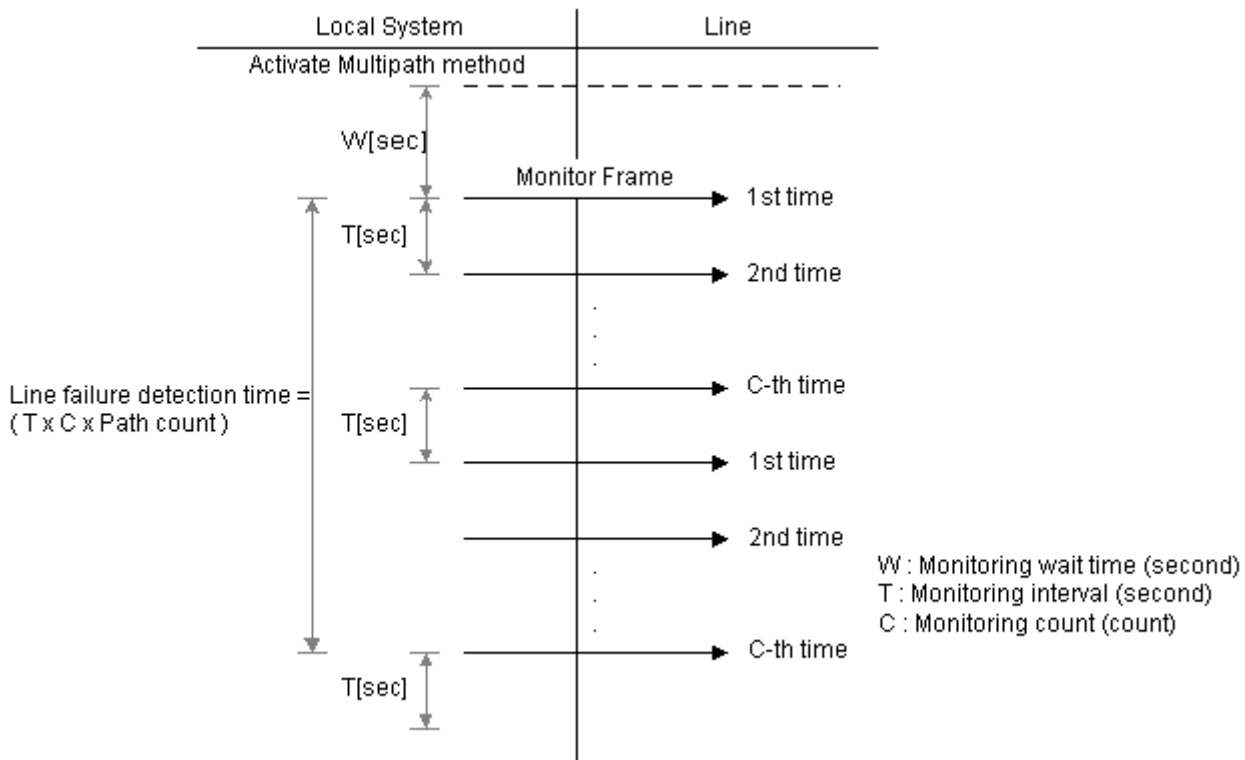 Local System
Line
Activate Multipath method
W[sec]
Monitor Frame
1st time
T[sec]
2nd time
Line failure detection time =
( T x C x Path count )
C-th time
T[sec]
1st time
2nd time
W : Monitoring wait time (second)
T : Monitoring interval (second)
C : Monitoring count (count)
C-th time
T[sec]